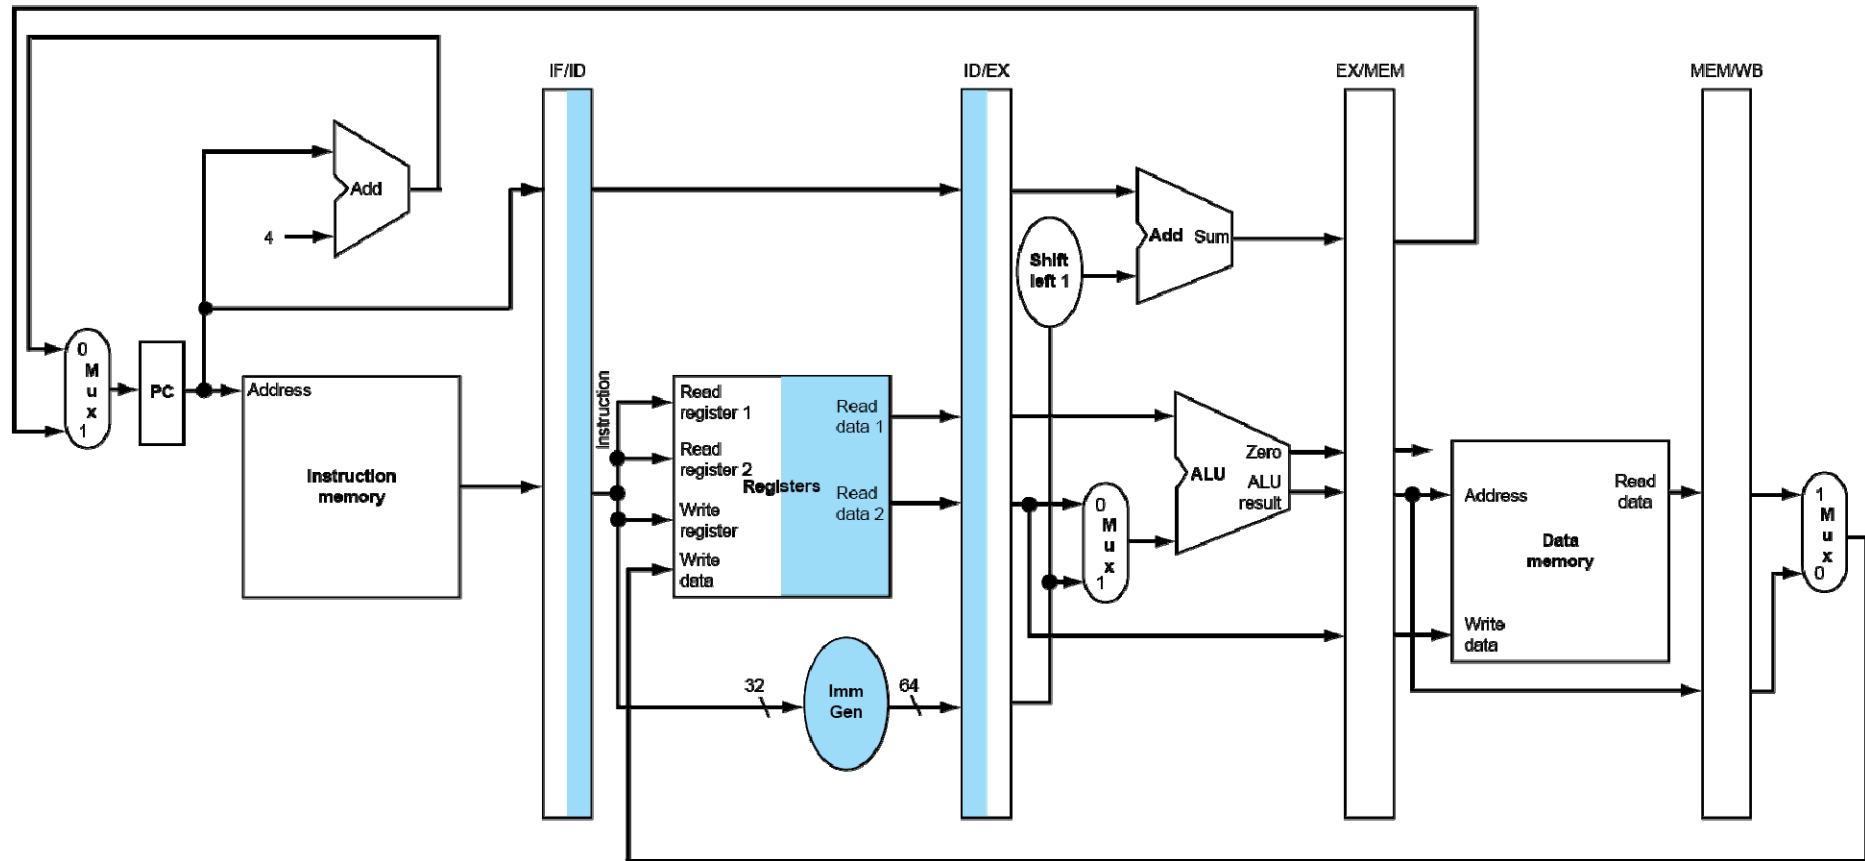 IF/ID
ID/EX
EX/MEM
MEM/WB
Add
4
Add Sum
Shift
left 1
0
M
u
x
1
PC
Address
Instruction
memory
Instruction
Read
register 1
Read
register 2
Write
register
Write
data
Registers
Read
data 1
Read
data 2
32
Imm
Gen
64
0
M
u
x
1
Zero
ALU
ALU
result
Address
Read
data
Data
memory
Write
data
1
M
u
x
0